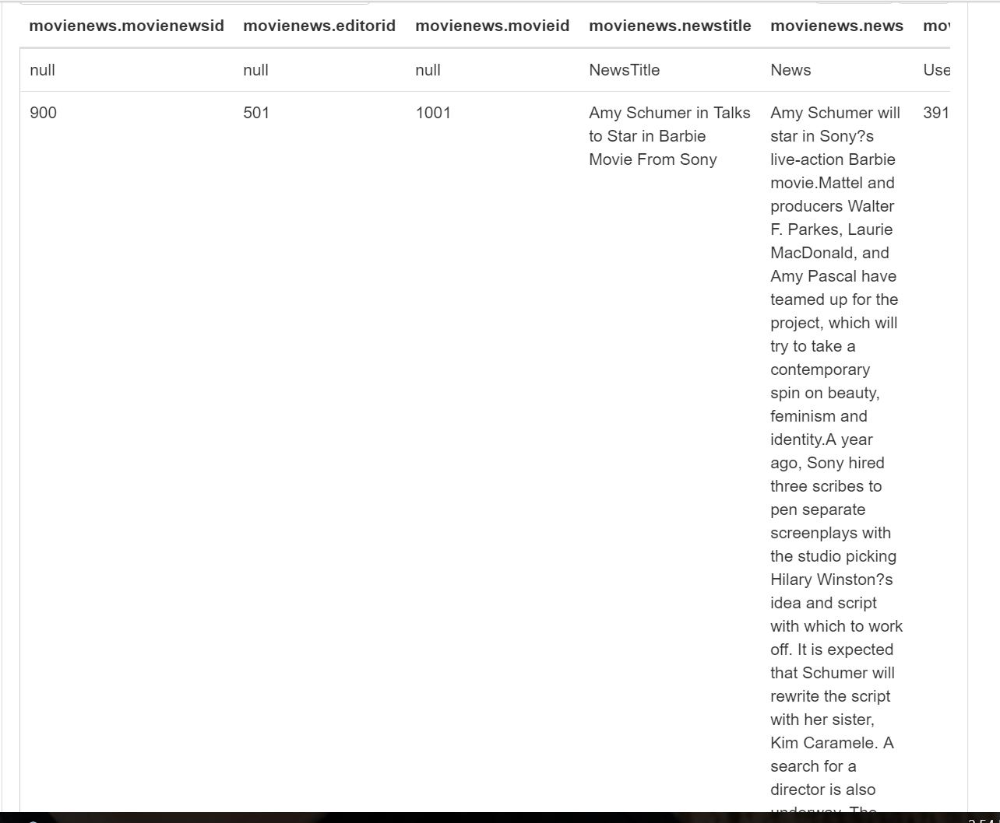 movienews.movienewsid movienews.editorid movienews.movieid movienews.newstitle movienews.news
null null null NewsTitle News Use
900 501 1001 Amy Schumer in Talks Amy Schumer will 391
to Star in Barbie star in Sony?s
Movie From Sony live-action Barbie
movie.Mattel and
producers Walter
F. Parkes, Laurie
MacDonald, and
Amy Pascal have
teamed up for the
project, which will
try to take a
contemporary
spin on beauty,
feminism and
identity.A year
ago, Sony hired
three scribes to
pen separate
screenplays with
the studio picking
Hilary Winston?s
idea and script
with which to work
off. It is expected
that Schumer will
rewrite the script
with her sister,
Kim Caramele. A
search for a
director is also
underway. The